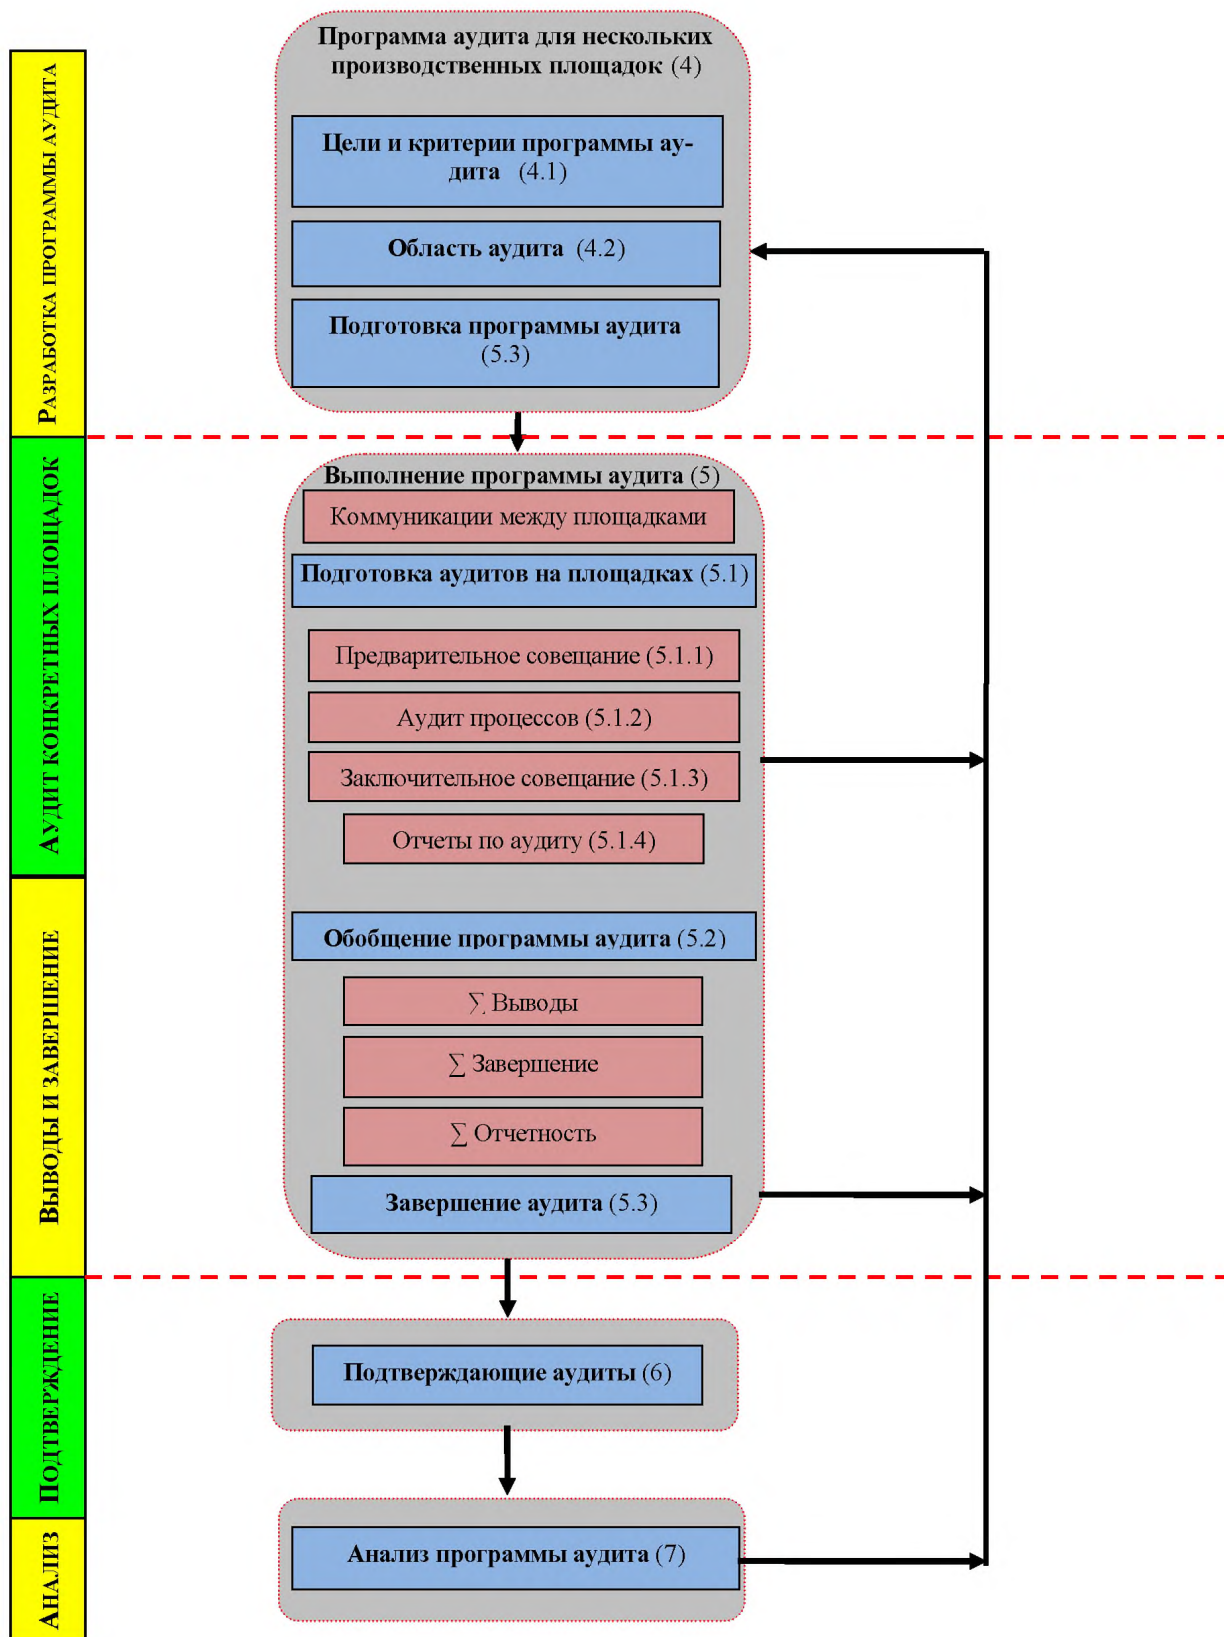 РАЗРАБОТКА ПРОГРАММЫ АУДИТА
Программа аудита для нескольких
производственных площадок (4)
Цели и критерии программы ау-
дита (4.1)
Область аудита (4.2)
Подготовка программы аудита
(5.3)
АУДИТ КОНКРЕТНЫХ ПЛОЩАДОК
Выполнение программы аудита (5)
Коммуникации между площадками
Подготовка аудитов на площадках (5.1)
Предварительное совещание (5.1.1)
Аудит процессов (5.1.2)
Заключительное совещание (5.1.3)
Отчеты по аудиту (5.1.4)
ВЫВОДЫ И ЗАВЕРШЕНИЕ
Обобщение программы аудита (5.2)
∑ Выводы
∑ Завершение
∑ Отчетность
Завершение аудита (5.3)
ПОДТВЕРЖДЕНИЕ
Подтверждающие аудиты (6)
АНАЛИЗ
Анализ программы аудита (7)